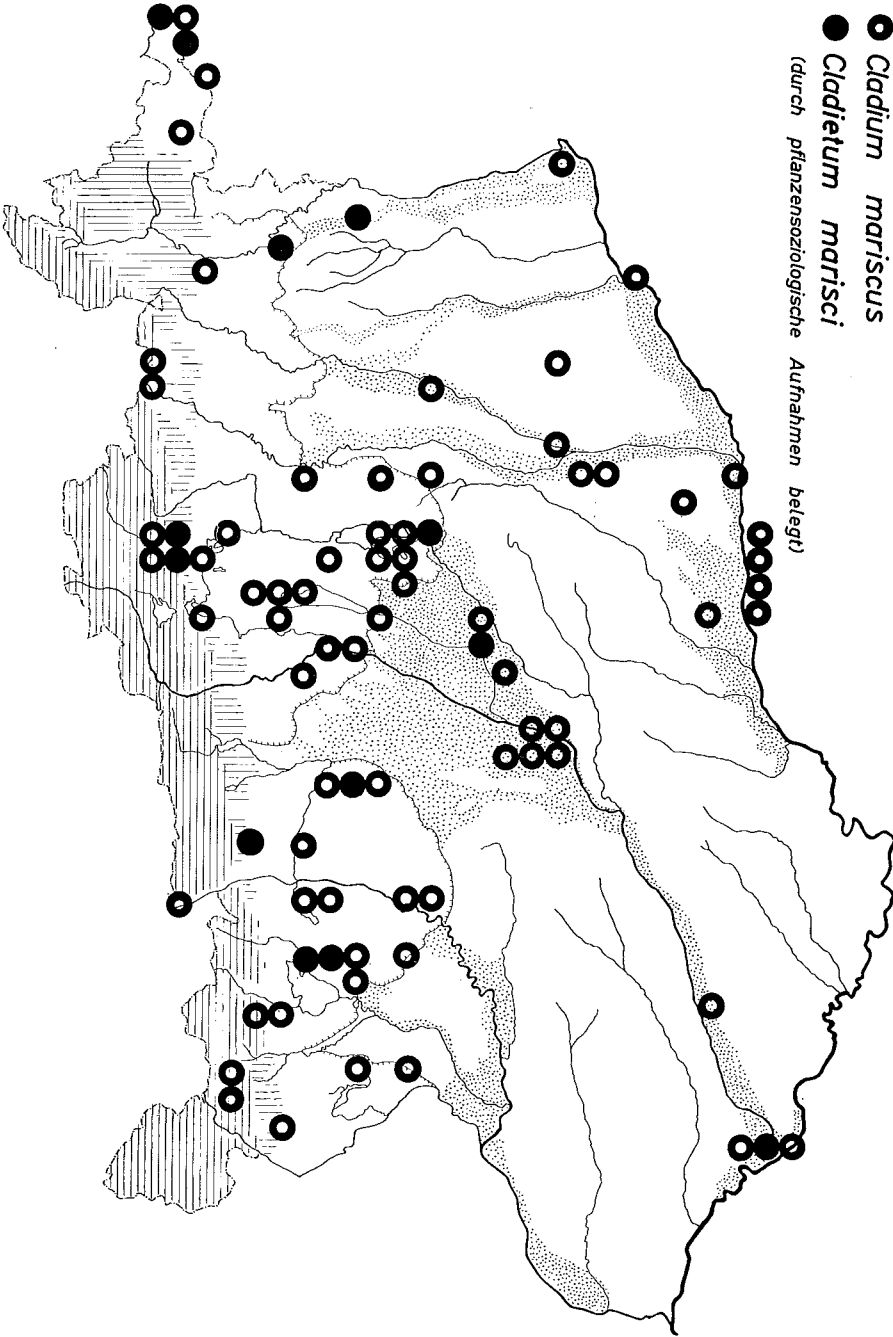 Cladium mariscus
Cladietum marisci
(durch pflanzensoziologische Aufnahmen belegt)